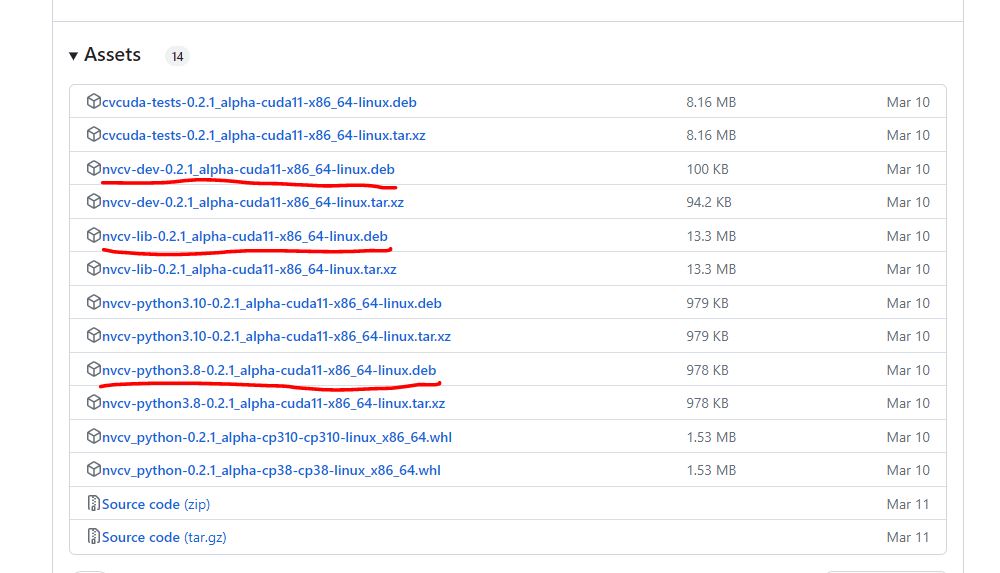 ▼ Assets 14
cvcuda-tests-0.2.1_alpha-cuda11-x86_64-linux.deb 8.16 MB Mar 10
cvcuda-tests-0.2.1_alpha-cuda11-x86_64-linux.tar.xz 8.16 MB Mar 10
nvcv-dev-0.2.1_alpha-cuda11-x86_64-linux.deb 100 KB Mar 10
nvcv-dev-0.2.1_alpha-cuda11-x86_64-linux.tar.xz 94.2 KB Mar 10
nvcv-lib-0.2.1_alpha-cuda11-x86_64-linux.deb 13.3 MB Mar 10
nvcv-lib-0.2.1_alpha-cuda11-x86_64-linux.tar.xz 13.3 MB Mar 10
nvcv-python3.10-0.2.1_alpha-cuda11-x86_64-linux.deb 979 KB Mar 10
nvcv-python3.10-0.2.1_alpha-cuda11-x86_64-linux.tar.xz 979 KB Mar 10
nvcv-python3.8-0.2.1_alpha-cuda11-x86_64-linux.deb 978 KB Mar 10
nvcv-python3.8-0.2.1_alpha-cuda11-x86_64-linux.tar.xz 978 KB Mar 10
nvcv_python-0.2.1_alpha-cp310-cp310-linux_x86_64.whl 1.53 MB Mar 10
nvcv_python-0.2.1_alpha-cp38-cp38-linux_x86_64.whl 1.53 MB Mar 10
Source code (zip) Mar 11
Source code (tar.gz) Mar 11